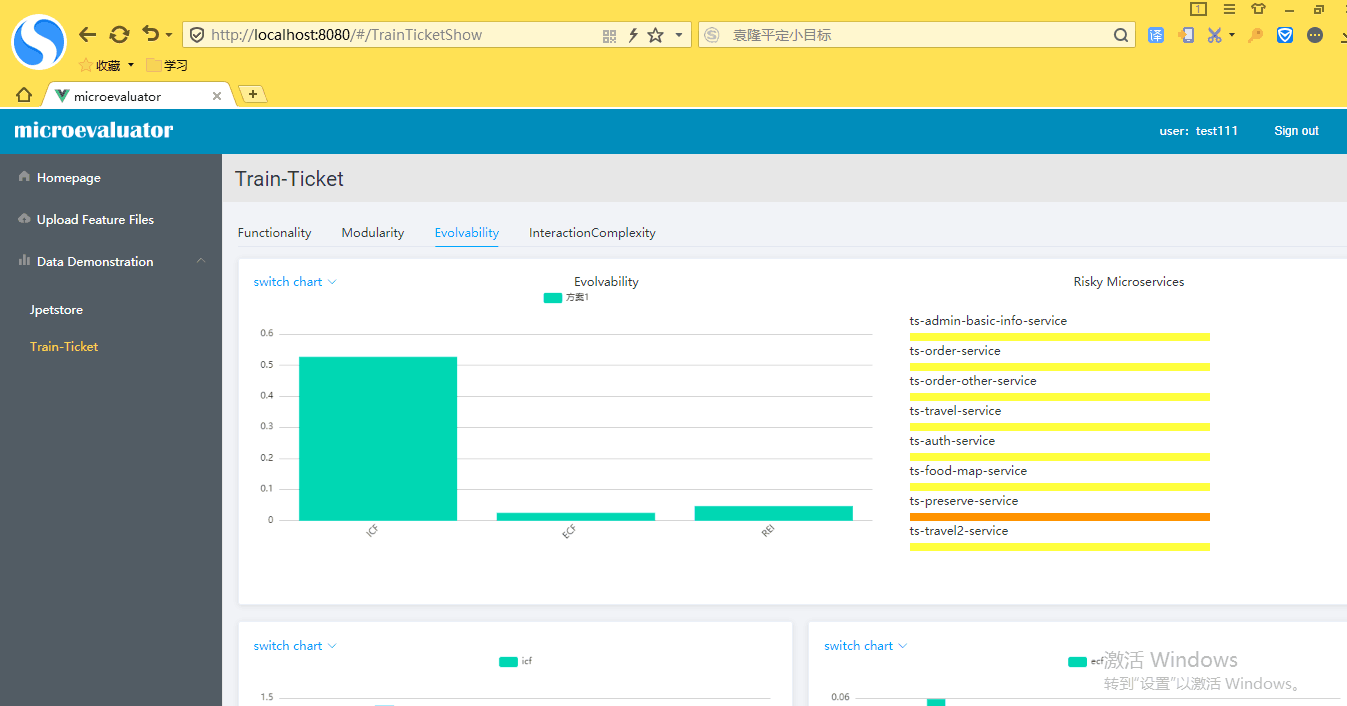 1
http://localhost:8080/#/TrainTicketShow
袁隆平定小目标
译
收藏 学习
microevaluator
microevaluator
user: test111 Sign out
Homepage
Upload Feature Files
Data Demonstration
Jpetstore
Train-Ticket
Train-Ticket
Functionality Modularity Evolvability InteractionComplexity
switch chart
Evolvability
方案1
0.6
0.5
0.4
0.3
0.2
0.1
0
ICF ECF REI
Risky Microservices
ts-admin-basic-info-service
ts-order-service
ts-order-other-service
ts-travel-service
ts-auth-service
ts-food-map-service
ts-preserve-service
ts-travel2-service
switch chart
icf
1.5
switch chart
ecf
0.06
激活 Windows
转到"设置"以激活 Windows。